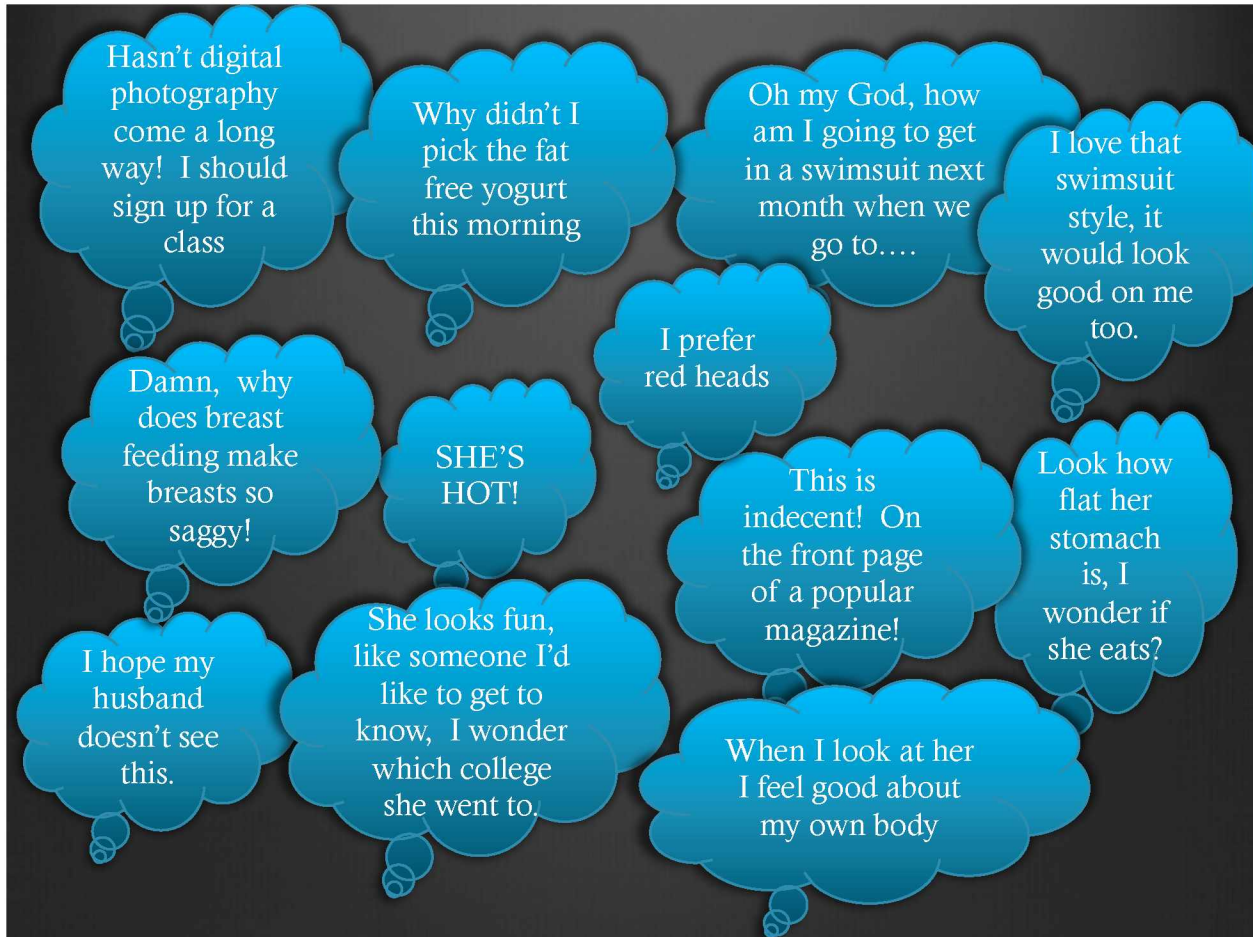 Hasn't digital
photography
come a long
way!  I should
sign up for a
class
Why didn't I
pick the fat
free yogurt
this morning
Oh my God, how
am I going to get
in a swimsuit next
month when we
go to….
I love that
swimsuit
style, it
would look
good on me
too.
I prefer
red heads
Damn,  why
does breast
feeding make
breasts so
saggy!
SHE'S
HOT!
This is
indecent!  On
the front page
of a popular
magazine!
Look how
flat her
stomach
is, I
wonder if
she eats?
I hope my
husband
doesn't see
this.
She looks fun,
like someone I'd
like to get to
know,  I wonder
which college
she went to.
When I look at her
I feel good about
my own body